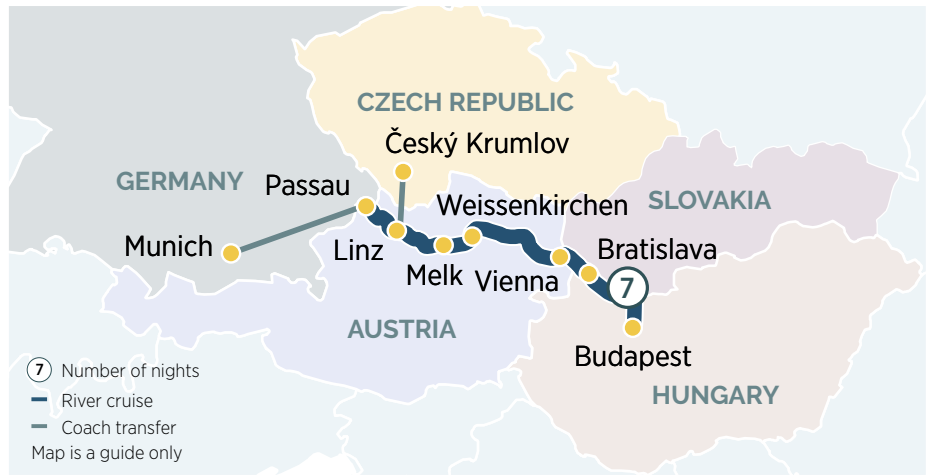 CZECH REPUBLIC
Český Krumlov
GERMANY
Passau
Weissenkirchen
SLOVAKIA
Munich
Linz
Bratislava
Melk
Vienna
7
AUSTRIA
Budapest
HUNGARY
7 Number of nights
River cruise
Coach transfer
Map is a guide only